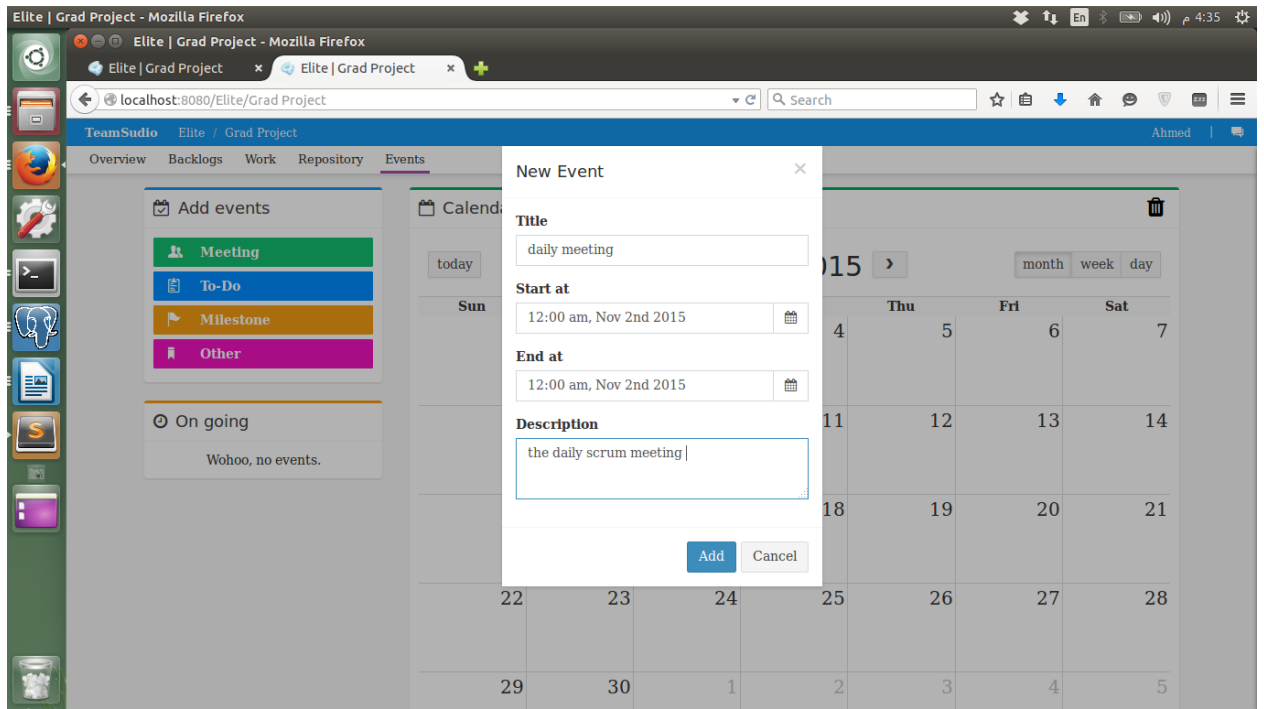 Elite | Grad Project - Mozilla Firefox
En
م 4:35
Elite | Grad Project - Mozilla Firefox
Elite | Grad Project ×
Elite | Grad Project ×
localhost:8080/Elite/Grad Project
Search
TeamSudio Elite / Grad Project
Ahmed |
Overview Backlogs Work Repository Events
Add events
Meeting
To-Do
Milestone
Other
On going
Wohoo, no events.
New Event ×
Title
daily meeting
Start at
12:00 am, Nov 2nd 2015
End at
12:00 am, Nov 2nd 2015
Description
the daily scrum meeting
Add Cancel
today
month week day
Sun Thu Fri Sat
4 5 6 7
11 12 13 14
18 19 20 21
22 23 24 25 26 27 28
29 30 1 2 3 4 5